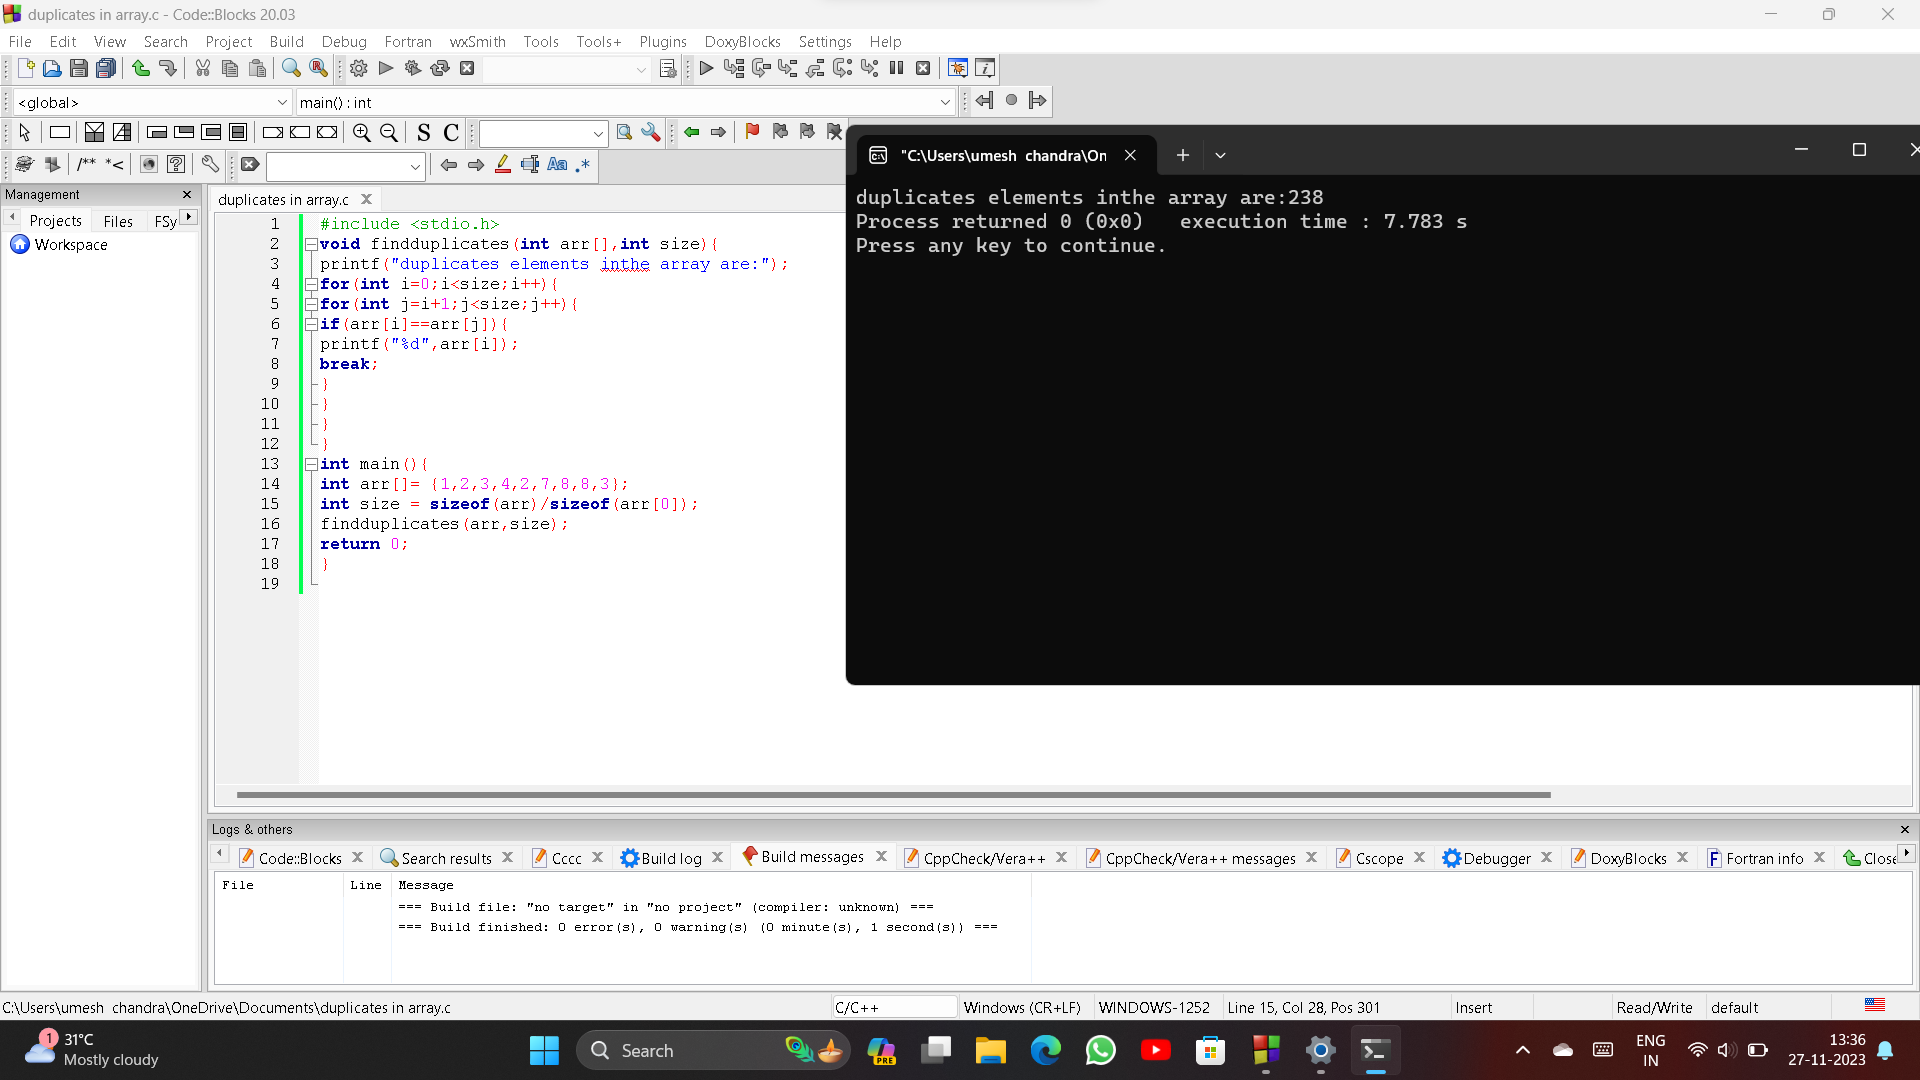 duplicates in array.c - Code::Blocks 20.03
File Edit View Search Project Build Debug Fortran wxSmith Tools Tools+ Plugins DoxyBlocks Settings Help
<global> main() : int
S C
/** *<
Aa .*
Management
Projects Files FSy
Workspace
duplicates in array.c
1 #include <stdio.h>
2 void findduplicates(int arr[],int size){
3 printf("duplicates elements inthe array are:");
4 for(int i=0;i<size;i++){
5 for(int j=i+1;j<size;j++){
6 if(arr[i]==arr[j]){
7 printf("%d",arr[i]);
8 break;
9 }
10 }
11 }
12 }
13 int main(){
14 int arr[]= {1,2,3,4,2,7,8,8,3};
15 int size = sizeof(arr)/sizeof(arr[0]);
16 findduplicates(arr,size);
17 return 0;
18 }
19
"C:\Users\umesh chandra\On
duplicates elements inthe array are:238
Process returned 0 (0x0) execution time : 7.783 s
Press any key to continue.
Logs & others
Code::Blocks Search results Cccc Build log Build messages CppCheck/Vera++ CppCheck/Vera++ messages Cscope Debugger DoxyBlocks Fortran info Close
File Line Message
=== Build file: "no target" in "no project" (compiler: unknown) ===
=== Build finished: 0 error(s), 0 warning(s) (0 minute(s), 1 second(s)) ===
C:\Users\umesh chandra\OneDrive\Documents\duplicates in array.c C/C++ Windows (CR+LF) WINDOWS-1252 Line 15, Col 28, Pos 301 Insert Read/Write default
1
31°C
Mostly cloudy
Search
PRE
ENG
IN
13:36
27-11-2023